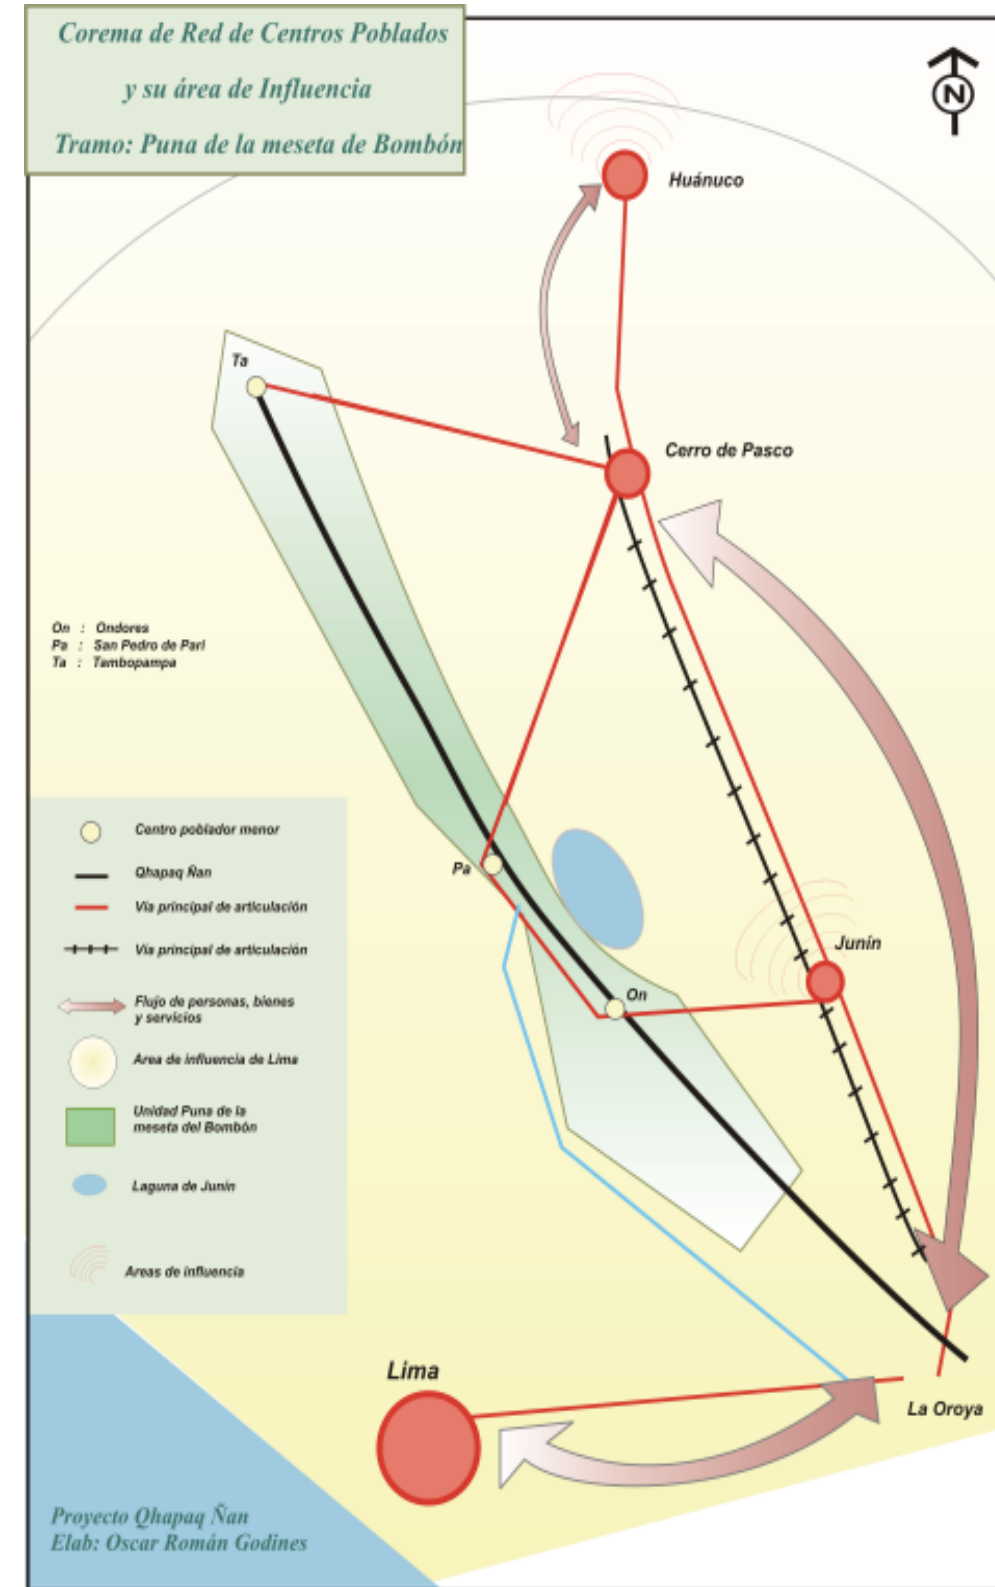 Corema de Red de Centros Poblados
y su área de Influencia
Tramo: Puna de la meseta de Bombón
N
Huánuco
Ta
Cerro de Pasco
On : Ondores
Pa : San Pedro de Pari
Ta : Tambopampa
Centro poblador menor
Qhapaq Ñan
Vía principal de articulación
Vía principal de articulación
Flujo de personas, bienes
y servicios
Area de influencia de Lima
Unidad Puna de la
meseta del Bombón
Laguna de Junín
Areas de influencia
Pa
Junín
On
Lima
La Oroya
Proyecto Qhapaq Ñan
Elab: Oscar Román Godines